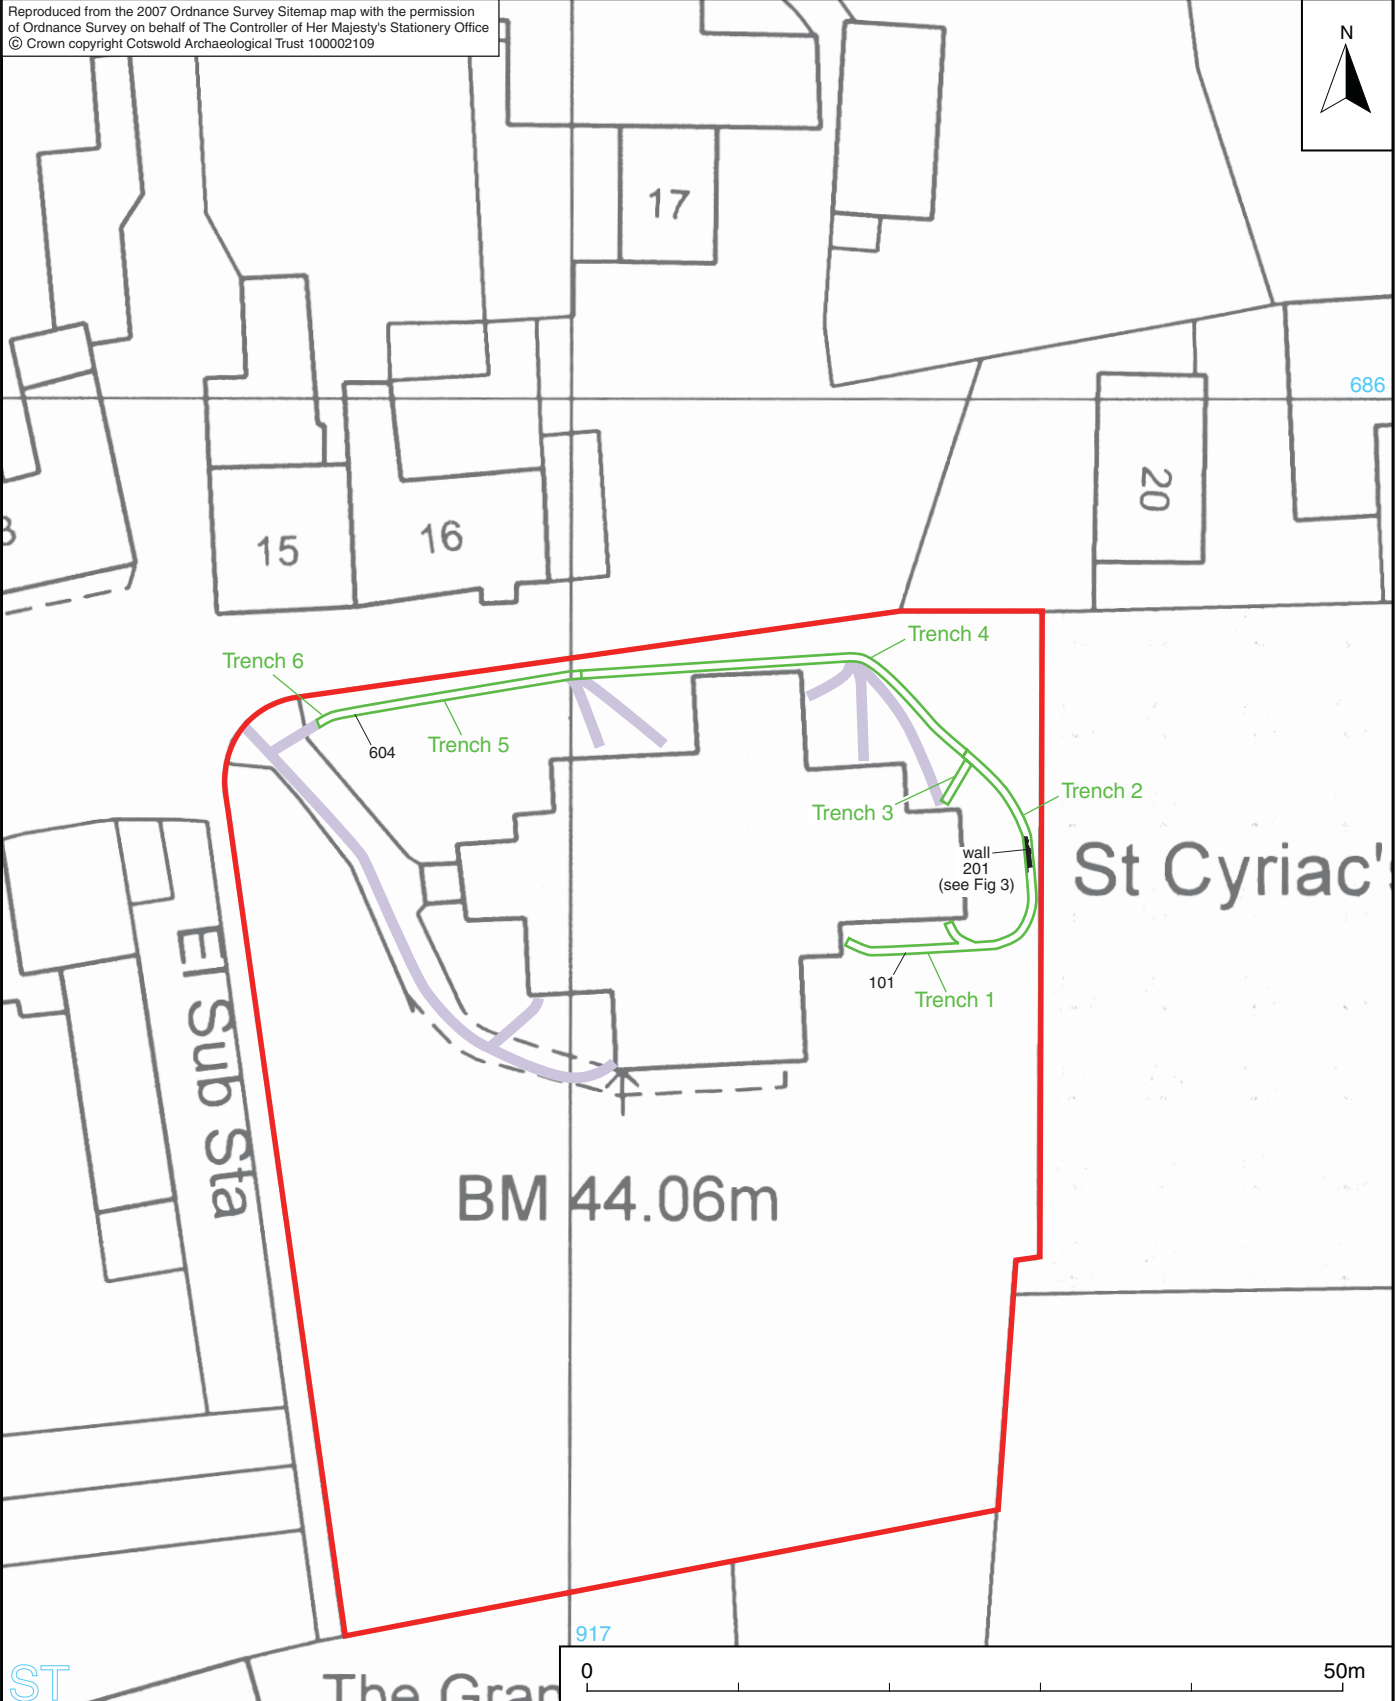 Reproduced from the 2007 Ordnance Survey Sitemap map with the permission
of Ordnance Survey on behalf of The Controller of Her Majesty's Stationery Office
© Crown copyright Cotswold Archaeological Trust 100002109
N
17
686
20
15
16
Trench 4
Trench 6
604
Trench 5
Trench 2
Trench 3
wall
201
(see Fig 3)
St Cyriac's
101
Trench 1
El Sub Sta
BM 44.06m
917
ST
The Gran
0
50m